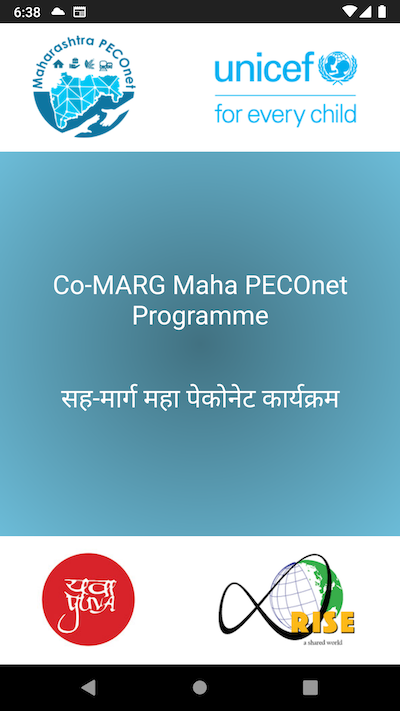 6:38
Maharashtra PECOnet
unicef
for every child
Co-MARG Maha PECOnet
Programme
सह-मार्ग महा पेकोनेट कार्यक्रम
युवा
YUVA
RISE
a shared world